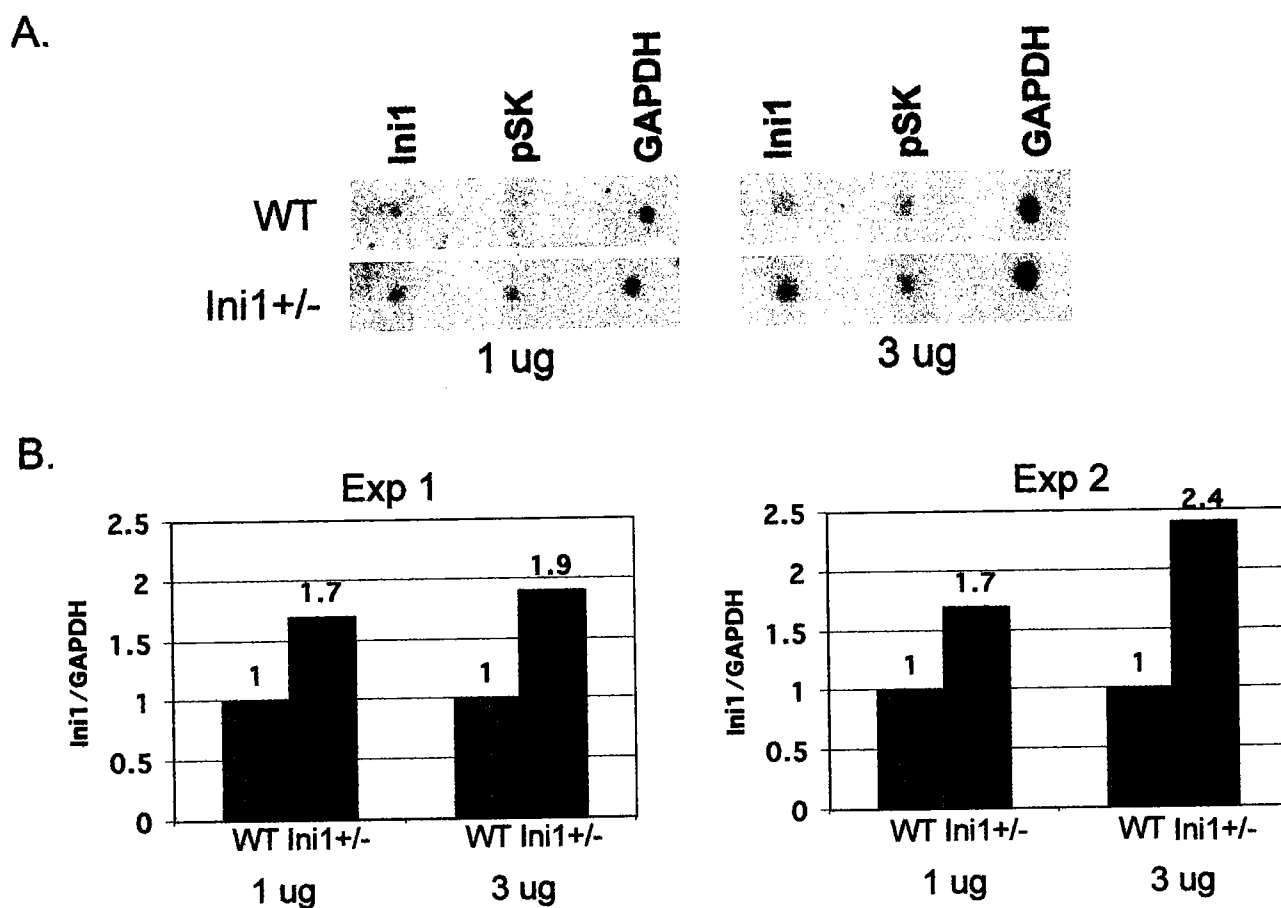 A.
Ini1 pSK GAPDH Ini1 pSK GAPDH
WT
Ini1+/-
1 ug 3 ug
B.
Exp 1
Ini1/GAPDH
2.5
2
1.5
1
0.5
0
1 1.7 1 1.9
WT Ini1+/- WT Ini1+/-
1 ug 3 ug
Exp 2
Ini1/GAPDH
2.5
2
1.5
1
0.5
0
1 1.7 1 2.4
WT Ini1+/- WT Ini1+/-
1 ug 3 ug